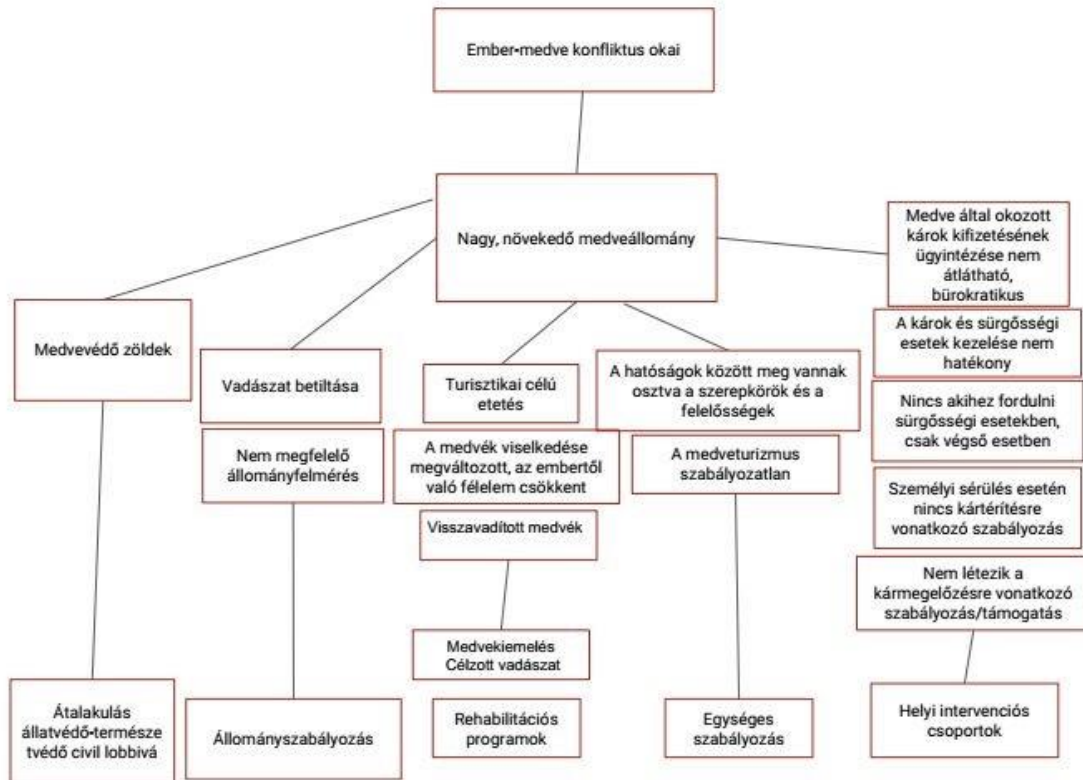 Ember-medve konfliktus okai
Nagy, növekedő medveállomány
Medvevédő zöldek
Átalakulás
állatvédő-természe
tvédő civil lobbivá
Vadászat betiltása
Nem megfelelő
állományfelmérés
Állományszabályozás
Turisztikai célú
etetés
A medvék viselkedése
megváltozott, az embertől
való félelem csökkent
Visszavadított medvék
Medvekiemelés
Célzott vadászat
Rehabilitációs
programok
A hatóságok között meg vannak
osztva a szerepkörök és a
felelősségek
A medveturizmus
szabályozatlan
Egységes
szabályozás
Medve által okozott
károk kifizetésének
ügyintézése nem
átlátható,
bürokratikus
A károk és sürgősségi
esetek kezelése nem
hatékony
Nincs akihez fordulni
sürgősségi esetekben,
csak végső esetben
Személyi sérülés esetén
nincs kártérítésre
vonatkozó szabályozás
Nem létezik a
kármegelőzésre vonatkozó
szabályozás/támogatás
Helyi intervenciós
csoportok